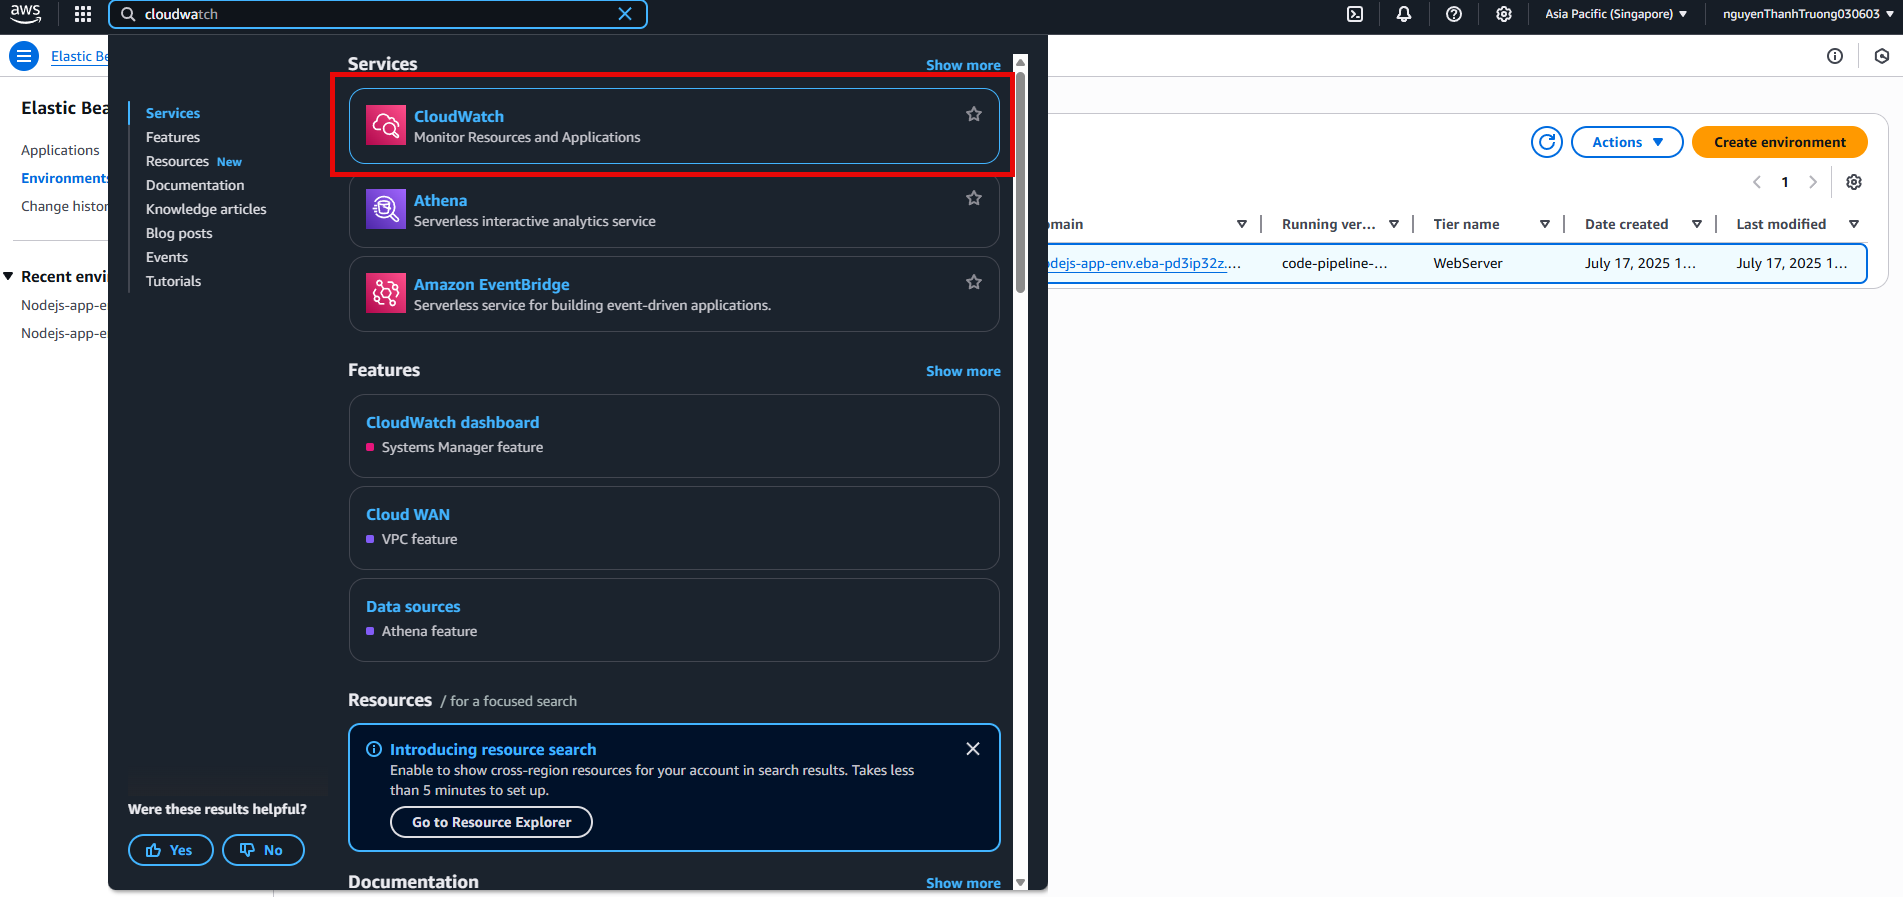 aws
cloudwatch
Asia Pacific (Singapore)
nguyenThanhTruong030603
Elastic Be
Elastic Bea
Applications
Environments
Change histor
Recent envi
Nodejs-app-e
Nodejs-app-e
Services
Features
Resources New
Documentation
Knowledge articles
Blog posts
Events
Tutorials
Were these results helpful?
Yes
No
Services
Show more
CloudWatch
Monitor Resources and Applications
Athena
Serverless interactive analytics service
Amazon EventBridge
Serverless service for building event-driven applications.
Features
Show more
CloudWatch dashboard
Systems Manager feature
Cloud WAN
VPC feature
Data sources
Athena feature
Resources / for a focused search
Introducing resource search
Enable to show cross-region resources for your account in search results. Takes less
than 5 minutes to set up.
Go to Resource Explorer
Documentation
Show more
Actions
Create environment
1
main
Running ver...
Tier name
Date created
Last modified
dejs-app-env.eba-pd3ip32z....
code-pipeline-...
WebServer
July 17, 2025 1...
July 17, 2025 1...